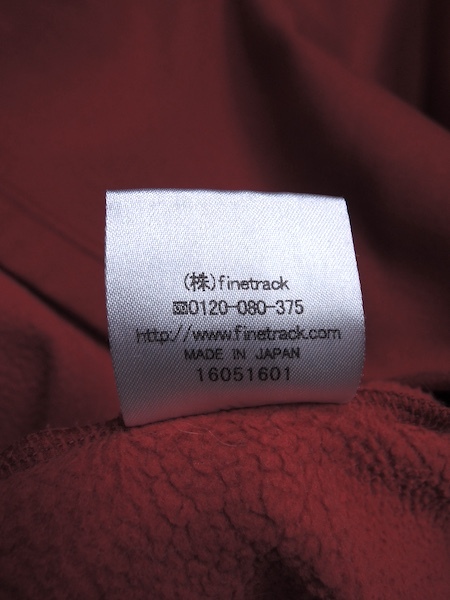 (株)finetrack
0120-080-375
http://www.finetrack.com
MADE IN JAPAN
16051601